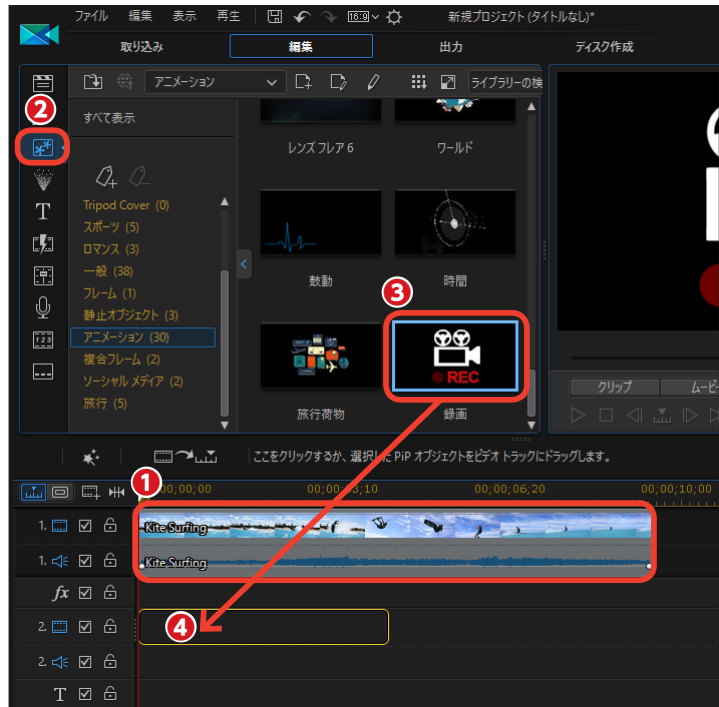 ファイル 編集 表示 再生 16:9 新規プロジェクト (タイトルなし)*
取り込み 編集 出力 ディスク作成
アニメーション ライブラリーの検
2
すべて表示
レンズ フレア 6 ワールド
Tripod Cover (0)
スポーツ (5)
ロマンス (3)
一般 (38)
フレーム (1)
静止オブジェクト (3)
アニメーション (30)
複合フレーム (2)
ソーシャル メディア (2)
旅行 (5)
T
鼓動 時間
3
REC
旅行荷物 録画
クリップ ムービ
ここをクリックするか、選択した PiP オブジェクトをビデオ トラックにドラッグします。
1
00;00;00 00;00;06;20 00;00;10;00
1. Kite Surfing
1. Kite Surfing
fx
2. 4
2.
T